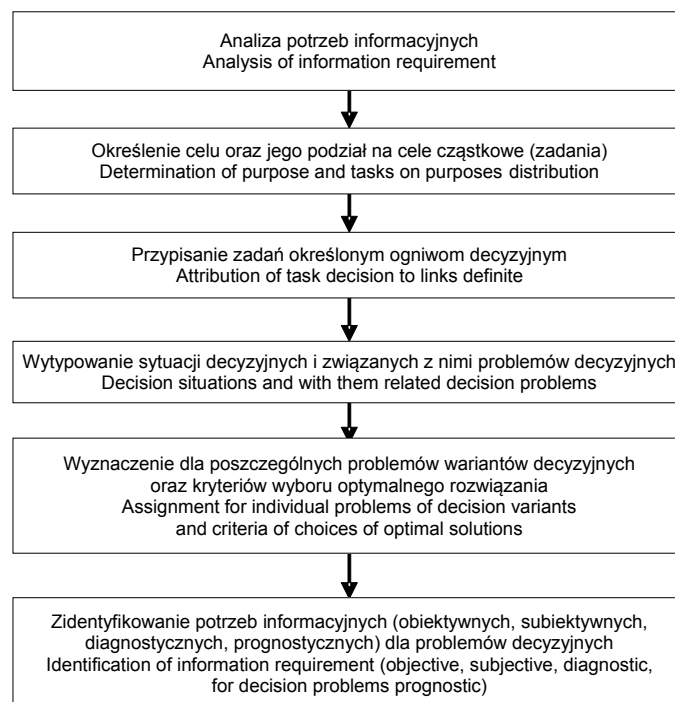 Analiza potrzeb informacyjnych
Analysis of information requirement
Określenie celu oraz jego podział na cele cząstkowe (zadania)
Determination of purpose and tasks on purposes distribution
Przypisanie zadań określonym ogniwom decyzyjnym
Attribution of task decision to links definite
Wytypowanie sytuacji decyzyjnych i związanych z nimi problemów decyzyjnych
Decision situations and with them related decision problems
Wyznaczenie dla poszczególnych problemów wariantów decyzyjnych
oraz kryteriów wyboru optymalnego rozwiązania
Assignment for individual problems of decision variants
and criteria of choices of optimal solutions
Zidentyfikowanie potrzeb informacyjnych (obiektywnych, subiektywnych,
diagnostycznych, prognostycznych) dla problemów decyzyjnych
Identification of information requirement (objective, subjective, diagnostic,
for decision problems prognostic)